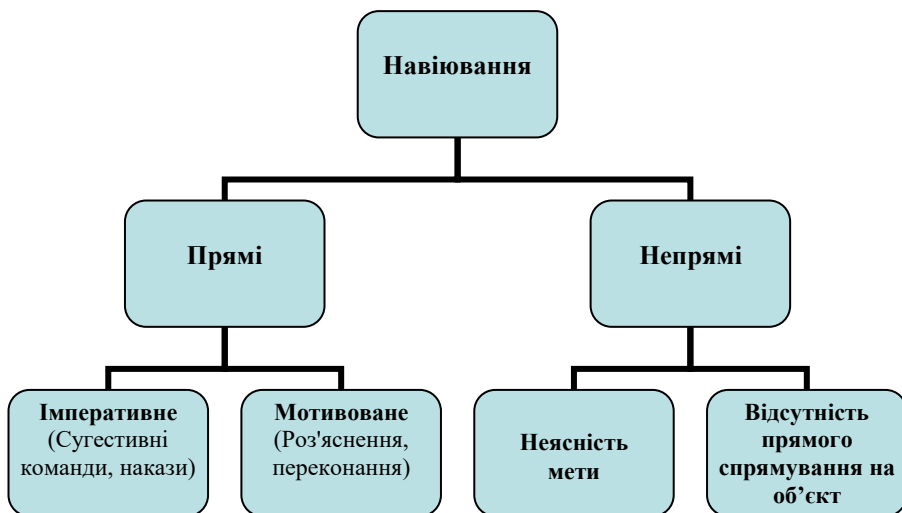 Навіювання
Прямі
Непрямі
Імперативне
(Сугестивні
команди, накази)
Мотивоване
(Роз'яснення,
переконання)
Неясність
мети
Відсутність
прямого
спрямування на
об’єкт